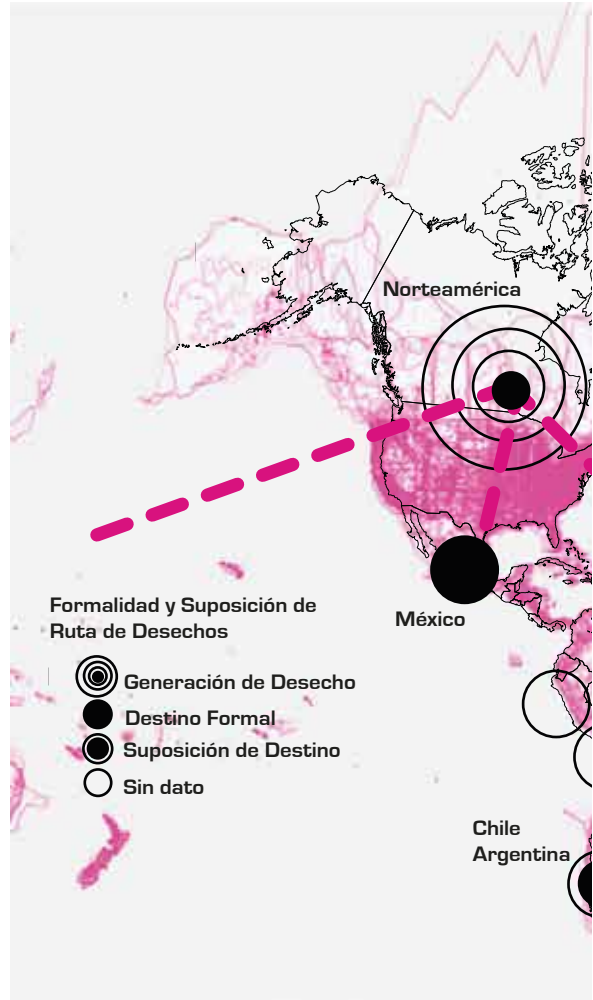 Norteamérica
México
Formalidad y Suposición de
Ruta de Desechos
Generación de Desecho
Destino Formal
Suposición de Destino
Sin dato
Chile
Argentina